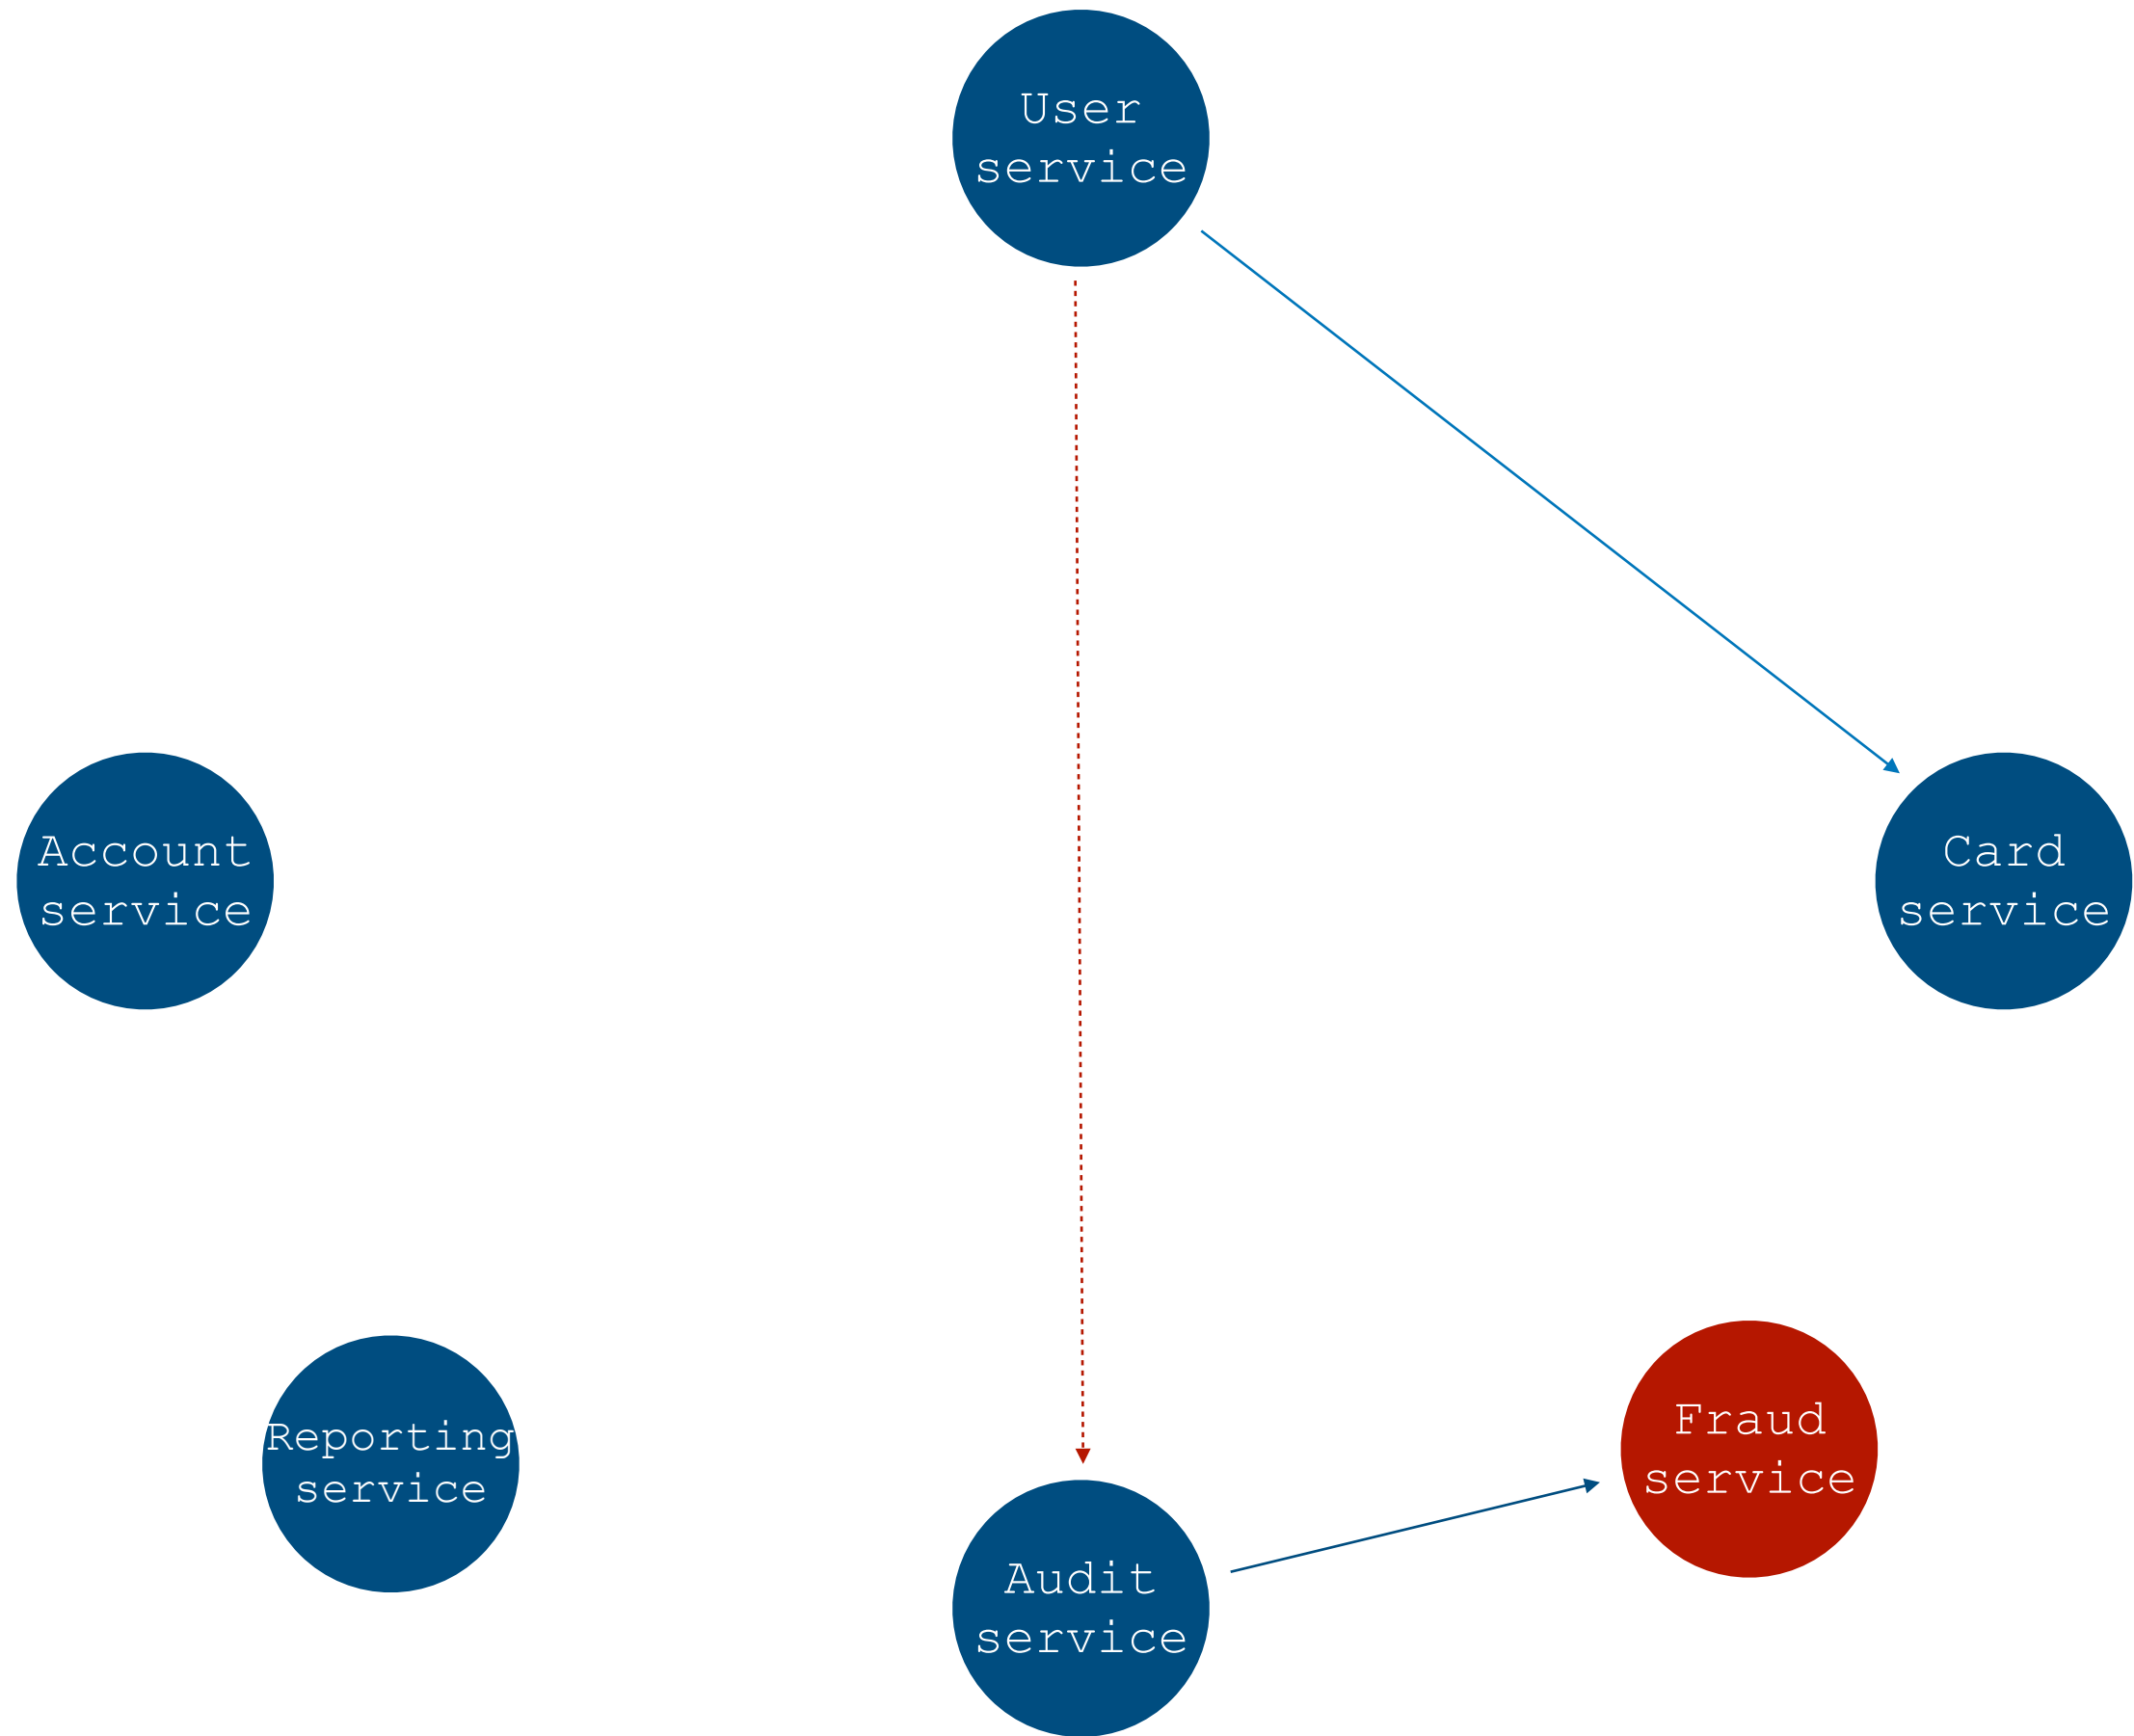 User
service
Account
service
Card
service
Reporting
service
Fraud
service
Audit
service